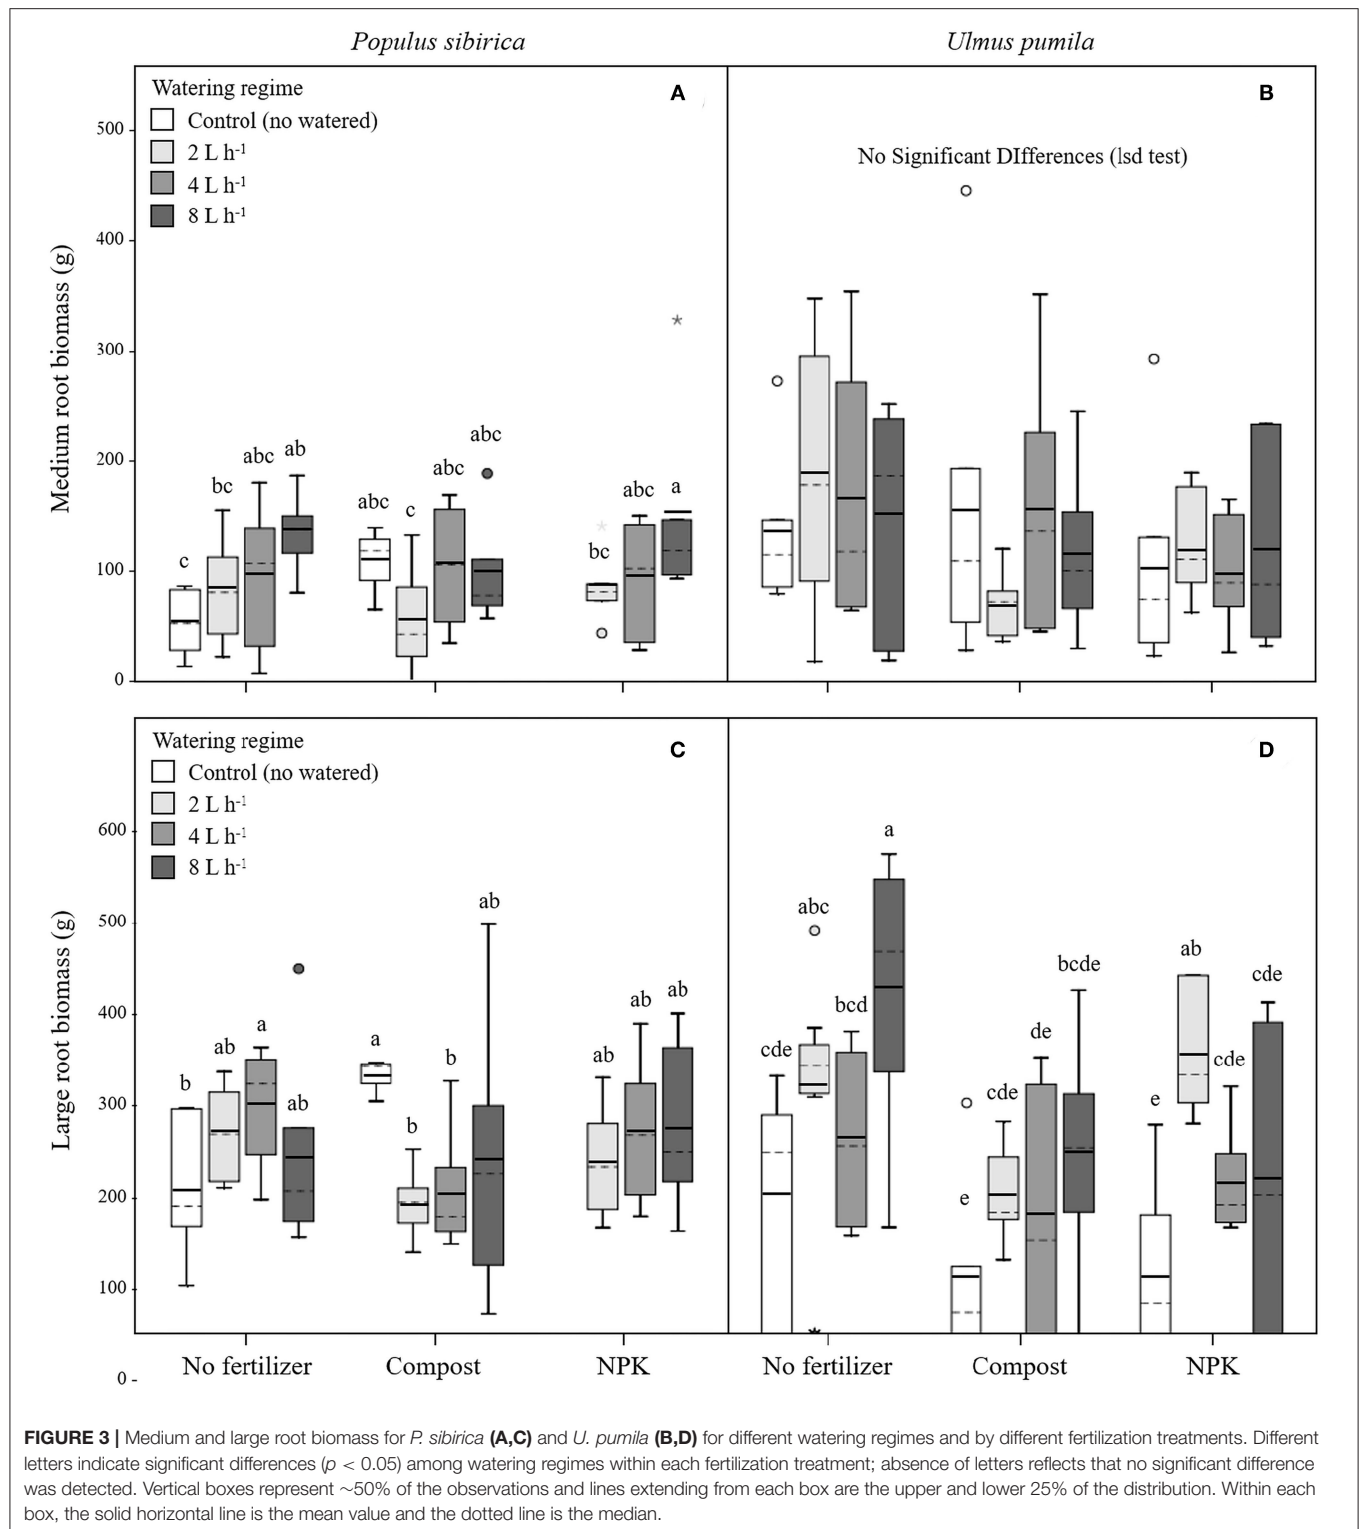 Populus sibirica
Ulmus pumila
Watering regime
Control (no watered)
2 L h-1
4 L h-1
8 L h-1
A
B
No Significant DIfferences (lsd test)
Medium root biomass (g)
500
400
300
200
100
0
c
bc
abc
ab
abc
c
abc
abc
bc
abc
a
Watering regime
Control (no watered)
2 L h-1
4 L h-1
8 L h-1
C
D
Large root biomass (g)
600
500
400
300
200
100
0
b
ab
a
ab
a
b
b
ab
ab
ab
ab
cde
abc
bcd
a
e
cde
de
bcde
e
ab
cde
cde
No fertilizer
Compost
NPK
No fertilizer
Compost
NPK
FIGURE 3 | Medium and large root biomass for P. sibirica (A,C) and U. pumila (B,D) for different watering regimes and by different fertilization treatments. Different
letters indicate significant differences (p < 0.05) among watering regimes within each fertilization treatment; absence of letters reflects that no significant difference
was detected. Vertical boxes represent ~50% of the observations and lines extending from each box are the upper and lower 25% of the distribution. Within each
box, the solid horizontal line is the mean value and the dotted line is the median.